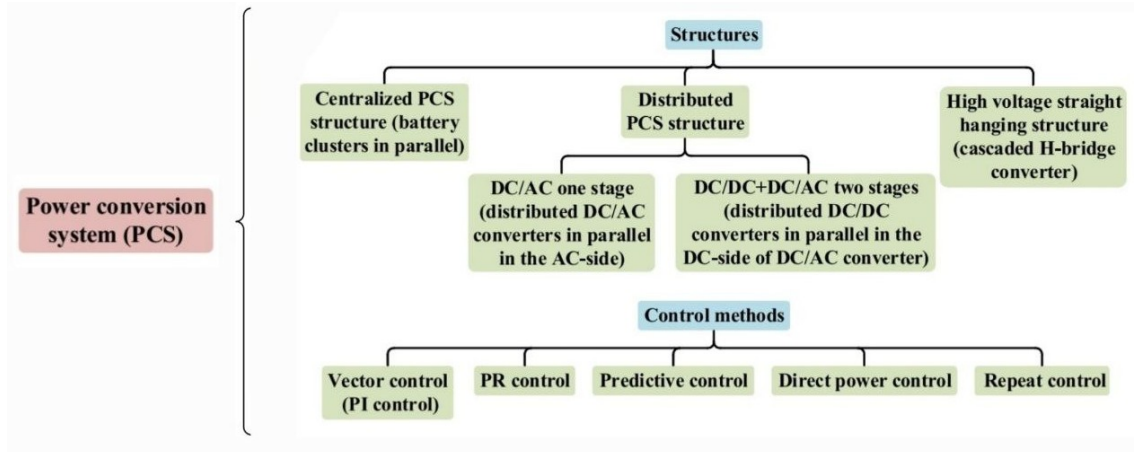 Power conversion
system (PCS)
Structures
Centralized PCS
structure (battery
clusters in parallel)
Distributed
PCS structure
High voltage straight
hanging structure
(cascaded H-bridge
converter)
DC/AC one stage
(distributed DC/AC
converters in parallel
in the AC-side)
DC/DC+DC/AC two stages
(distributed DC/DC
converters in parallel in the
DC-side of DC/AC converter)
Control methods
Vector control
(PI control)
PR control
Predictive control
Direct power control
Repeat control